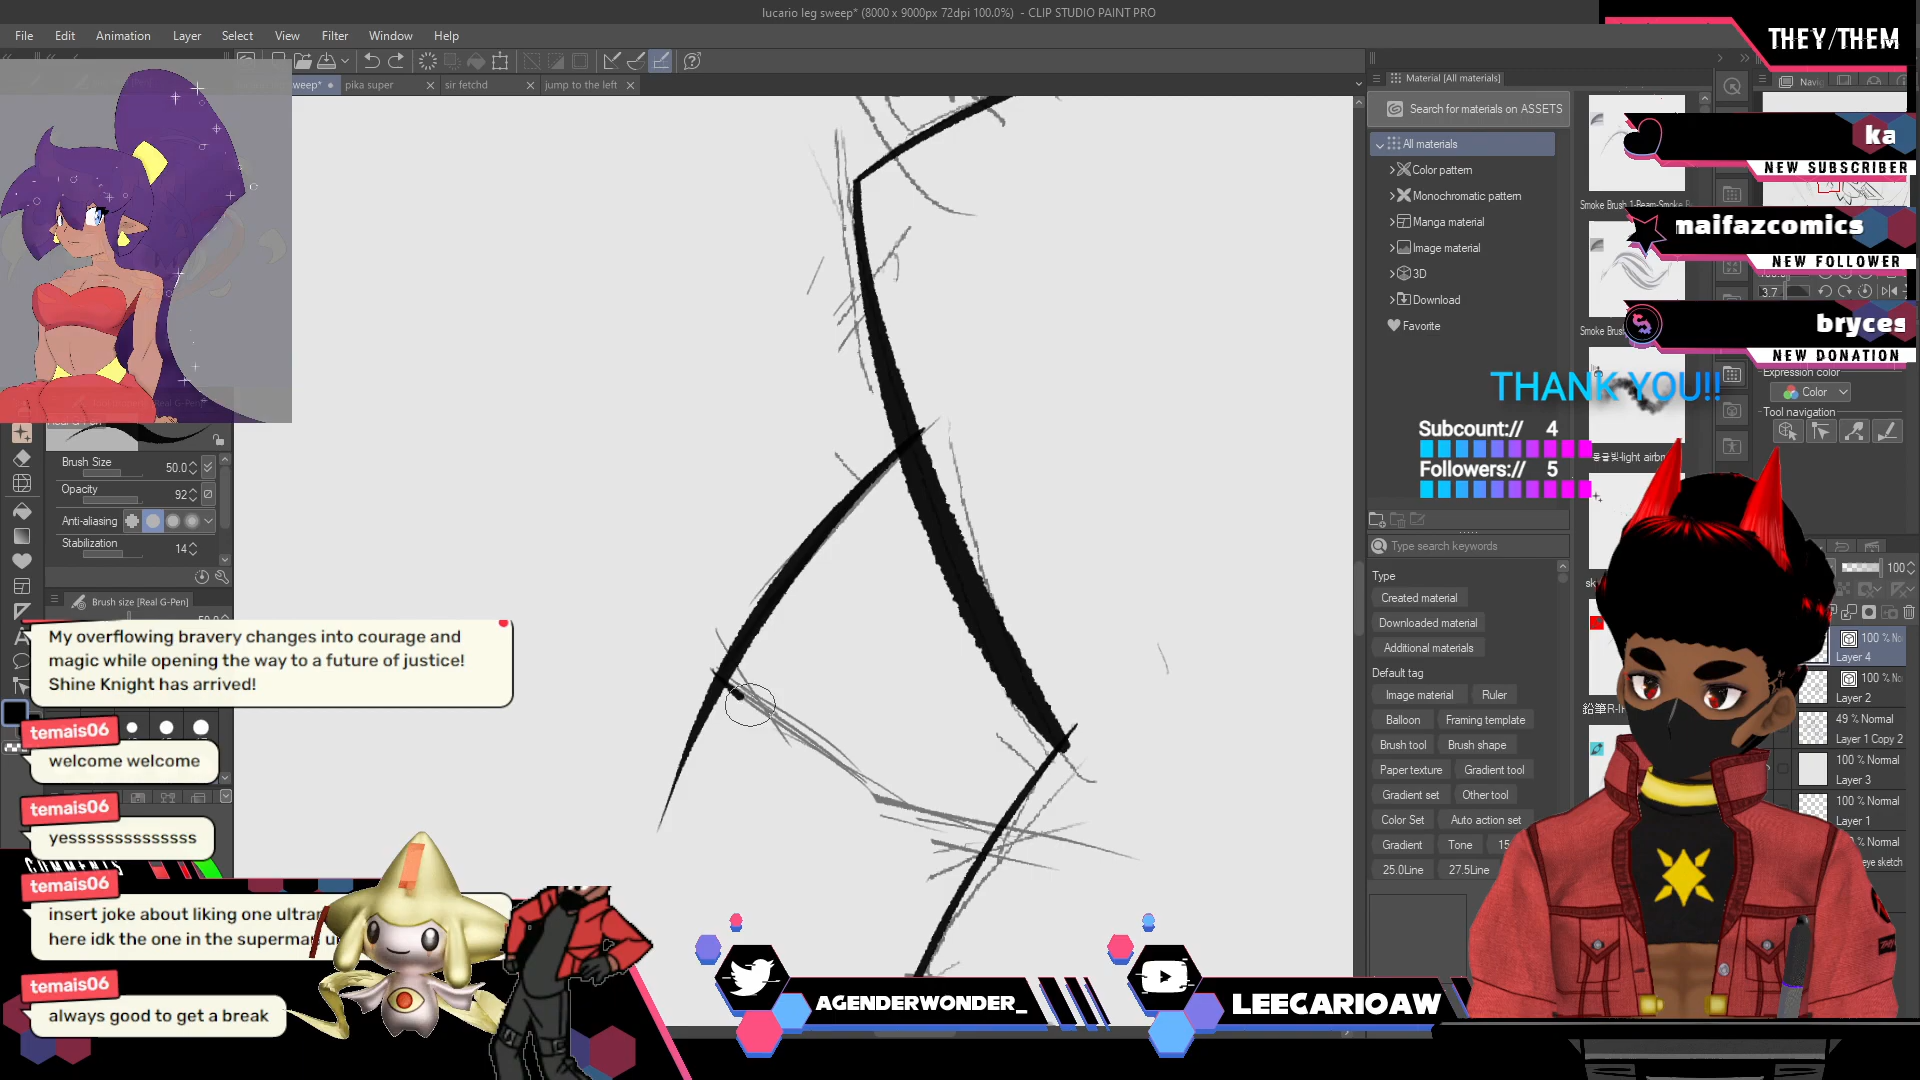 lucario leg sweep* (8000 x 9000px 72dpi 100.0%) - CLIP STUDIO PAINT PRO
File Edit Animation Layer Select View Filter Window Help
weep* pika super sir fetchd jump to the left
THEY/THEM
Material [All materials]
Search for materials on ASSETS
All materials
Color pattern
Monochromatic pattern
Manga material
Image material
3D
Download
Favorite
ka
NEW SUBSCRIBER
maifazcomics
NEW FOLLOWER
3.7
bryces
NEW DONATION
Expression color
Color
Tool navigation
THANK YOU!!
Subcount:// 4
Followers:// 5
Brush Size 50.0
Opacity 92
Anti-aliasing
Stabilization 14
Brush size [Real G-Pen]
Type search keywords
Type
Created material
Downloaded material
Additional materials
Default tag
Image material Ruler
Balloon Framing template
Brush tool Brush shape
Paper texture Gradient tool
Gradient set Other tool
Color Set Auto action set
Gradient Tone 15
25.0Line 27.5Line
100
Layer 4
Layer 2
49 % Normal
Layer 1 Copy 2
100 % Normal
Layer 3
100 % Normal
Layer 1
eye sketch
My overflowing bravery changes into courage and
magic while opening the way to a future of justice!
Shine Knight has arrived!
temais06
welcome welcome
temais06
yessssssssssssss
COMMENTS
temais06
insert joke about liking one ultra
here idk the one in the superma
temais06
always good to get a break
AGENDERWONDER_
LEECARIOAW